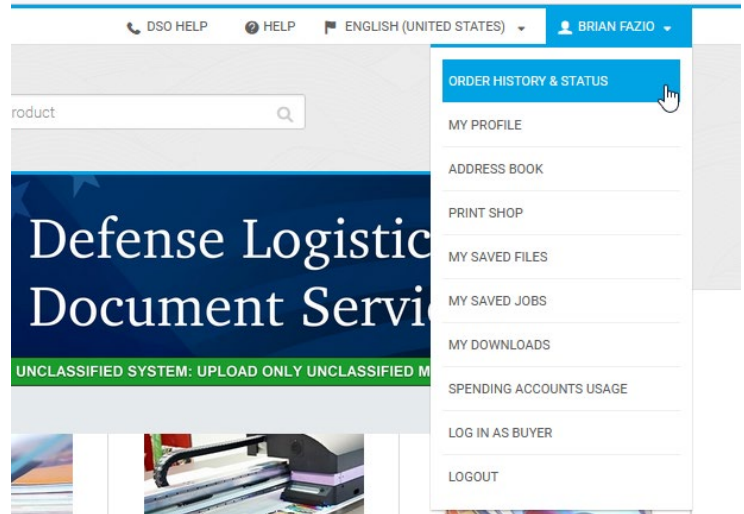 DSO HELP HELP ENGLISH (UNITED STATES) BRIAN FAZIO
roduct
ORDER HISTORY & STATUS
MY PROFILE
ADDRESS BOOK
PRINT SHOP
MY SAVED FILES
MY SAVED JOBS
MY DOWNLOADS
SPENDING ACCOUNTS USAGE
LOG IN AS BUYER
LOGOUT
Defense Logistic
Document Servi
UNCLASSIFIED SYSTEM: UPLOAD ONLY UNCLASSIFIED M